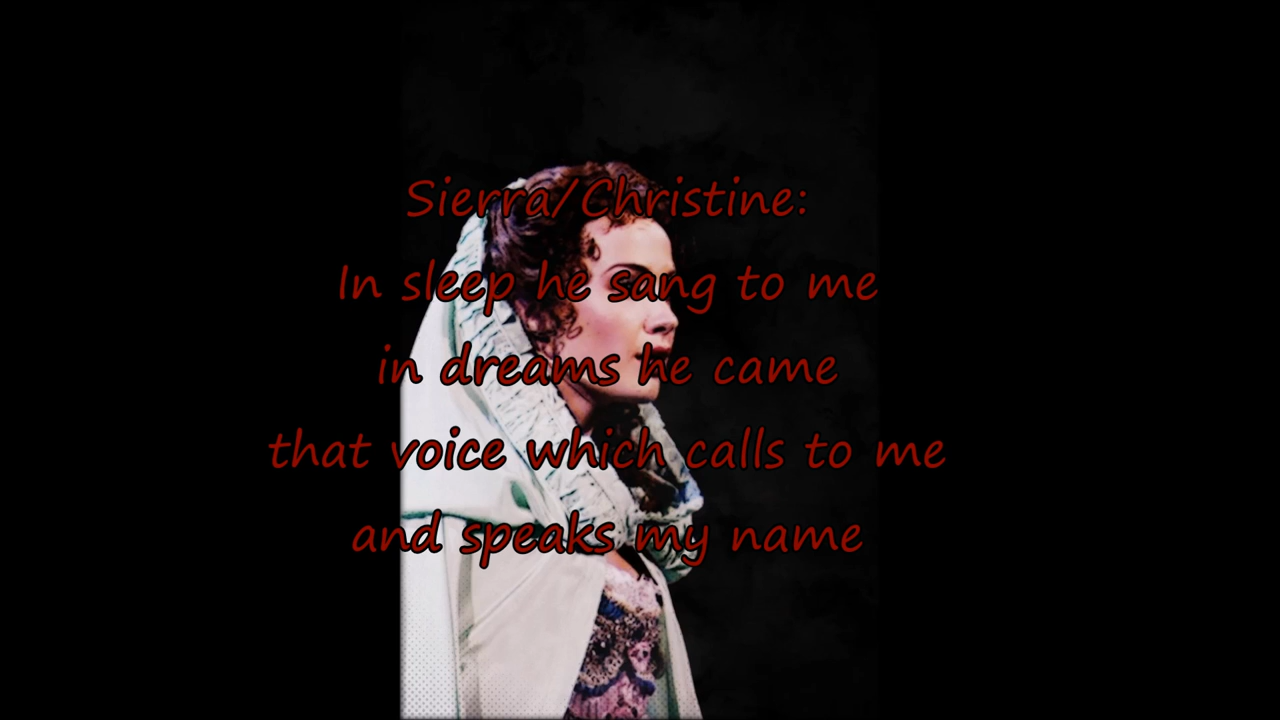 Sierra/Christine:
In sleep he sang to me
in dreams he came
that voice which calls to me
and speaks my name